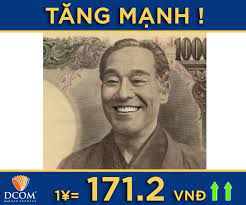 TĂNG MẠNH !
1000
DCOM
1¥= 171.2 VNĐ